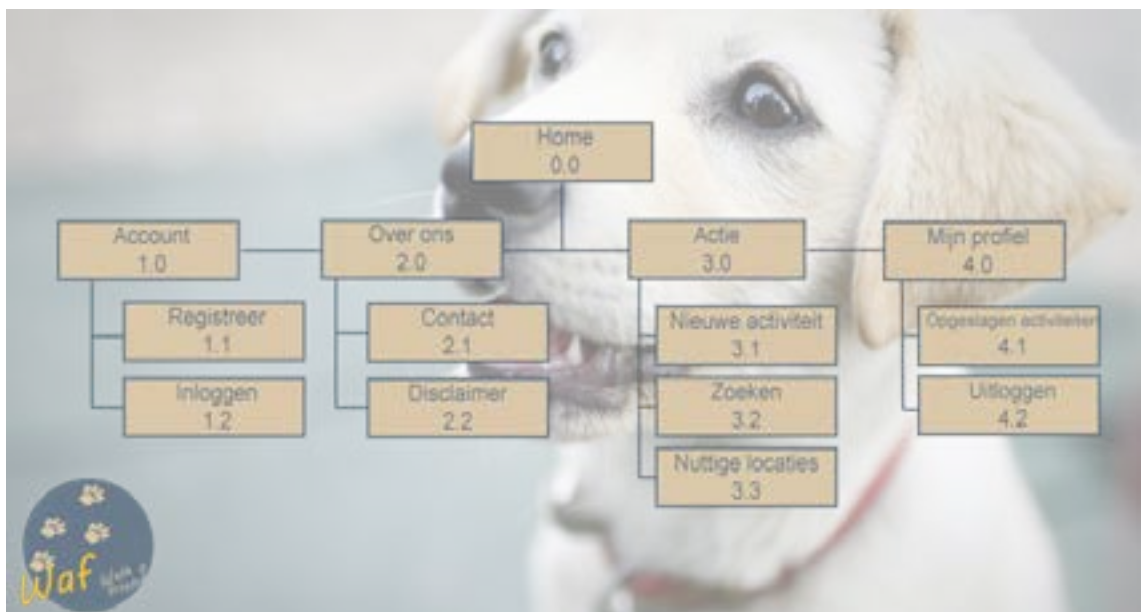 Home
0.0
Account
1.0
Over ons
2.0
Actie
3.0
Mijn profiel
4.0
Registreer
1.1
Contact
2.1
Nieuwe activiteit
3.1
Opgeslagen activiteiten
4.1
Inloggen
1.2
Disclaimer
2.2
Zoeken
3.2
Uitloggen
4.2
Nuttige locaties
3.3
Waf